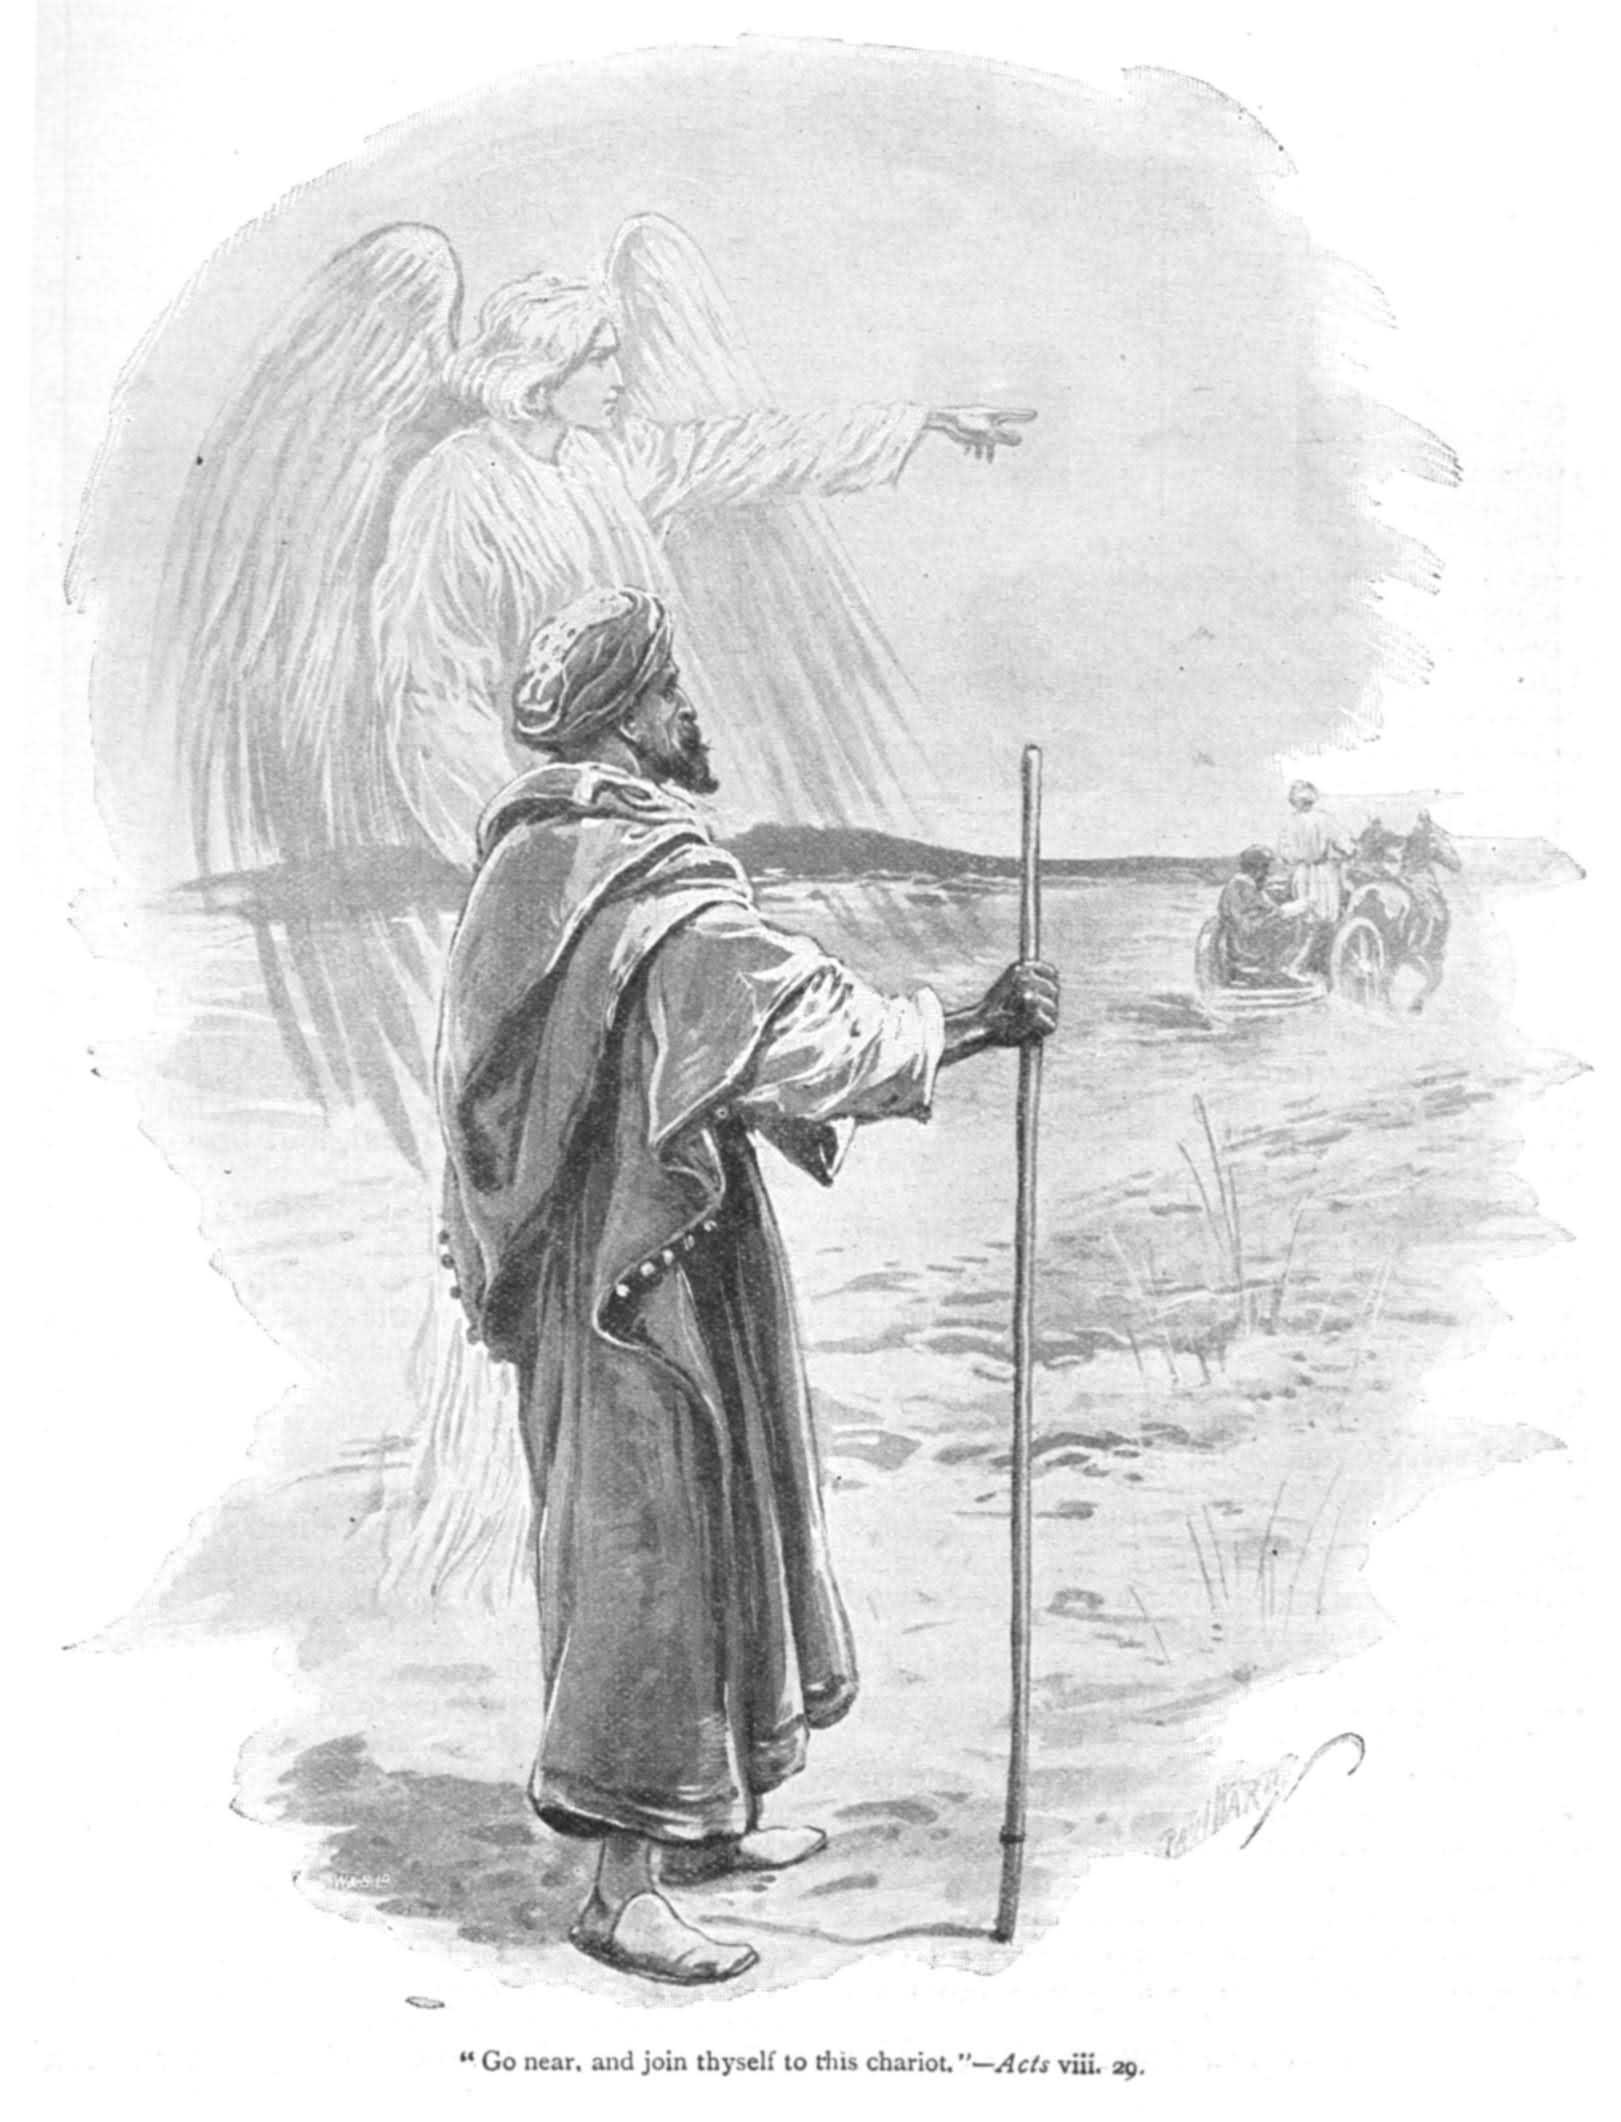 “ Go near, and join thyself to this chariot.”—Acts viii. 29.